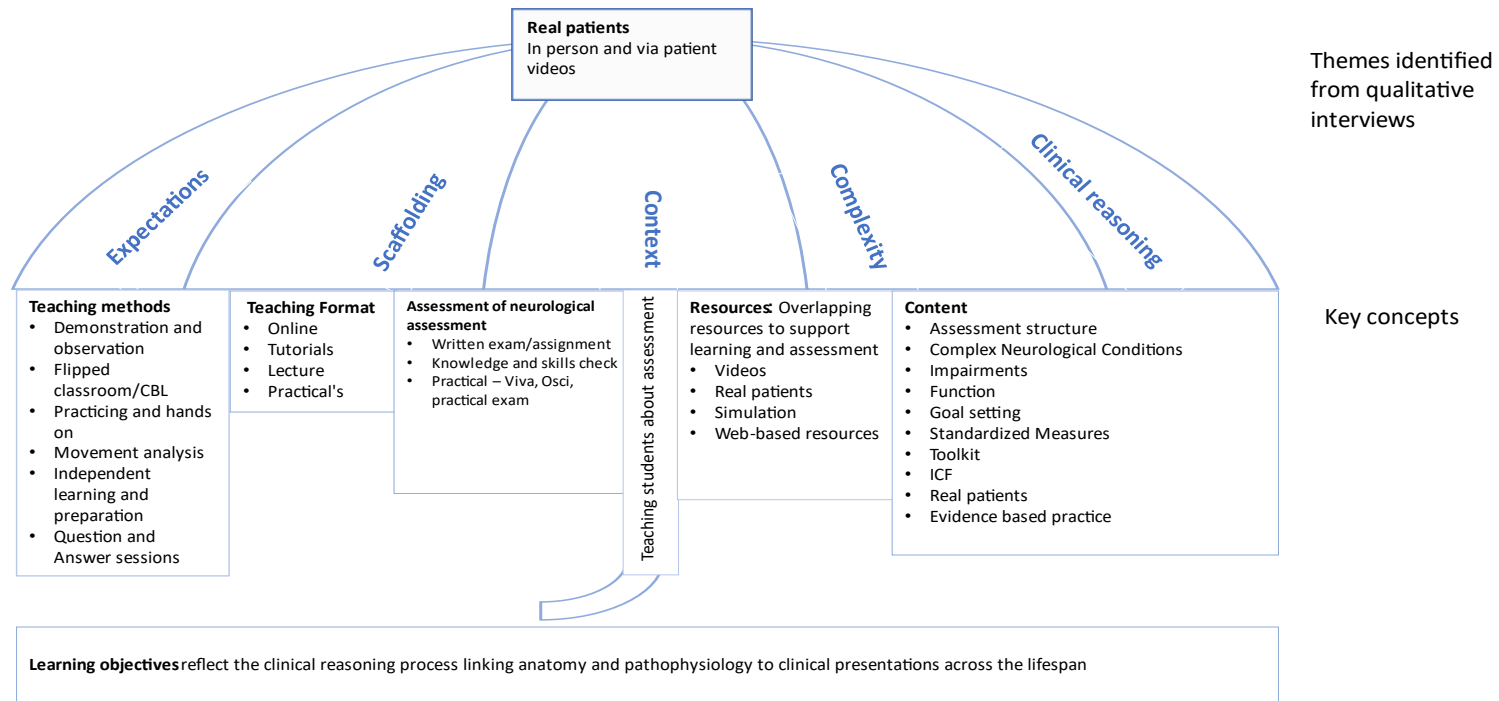 Real patients
In person and via patient
videos
Themes identified
from qualitative
interviews
Expectations
Scaffolding
Context
Complexity
Clinical reasoning
Teaching methods
• Demonstration and
observation
• Flipped
classroom/CBL
• Practicing and hands
on
• Movement analysis
• Independent
learning and
preparation
• Question and
Answer sessions
Teaching Format
• Online
• Tutorials
• Lecture
• Practical's
Assessment of neurological
assessment
• Written exam/assignment
• Knowledge and skills check
• Practical – Viva, Osci,
practical exam
Teaching students about assessment
Resources: Overlapping
resources to support
learning and assessment
• Videos
• Real patients
• Simulation
• Web-based resources
Content
• Assessment structure
• Complex Neurological Conditions
• Impairments
• Function
• Goal setting
• Standardized Measures
• Toolkit
• ICF
• Real patients
• Evidence based practice
Key concepts
Learning objectives reflect the clinical reasoning process linking anatomy and pathophysiology to clinical presentations across the lifespan